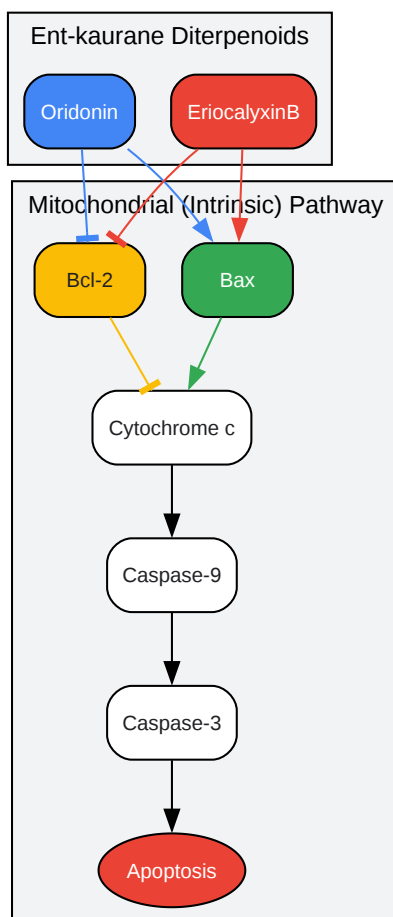 Ent-kaurane Diterpenoids
Oridonin
EriocalyxinB
Mitochondrial (Intrinsic) Pathway
Bcl-2
Bax
Cytochrome c
Caspase-9
Caspase-3
Apoptosis